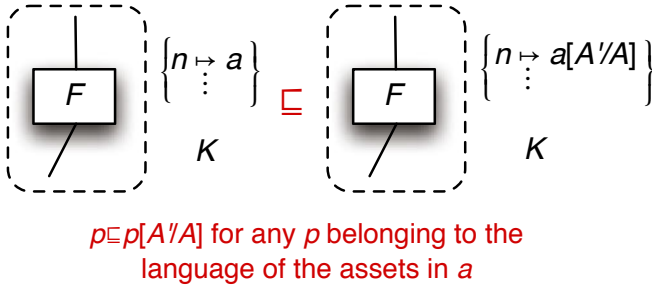 F
{n ↦ a
⋮}
K
⊑
F
{n ↦ a[A'/A]
⋮}
K
p⊑p[A'/A] for any p belonging to the
language of the assets in a